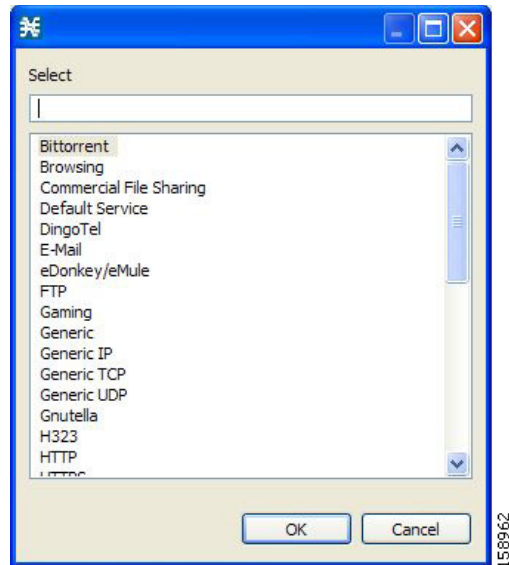 Select
Bittorrent
Browsing
Commercial File Sharing
Default Service
DingoTel
E-Mail
eDonkey/eMule
FTP
Gaming
Generic
Generic IP
Generic TCP
Generic UDP
Gnutella
H323
HTTP
HTTPS
OK
Cancel
158962